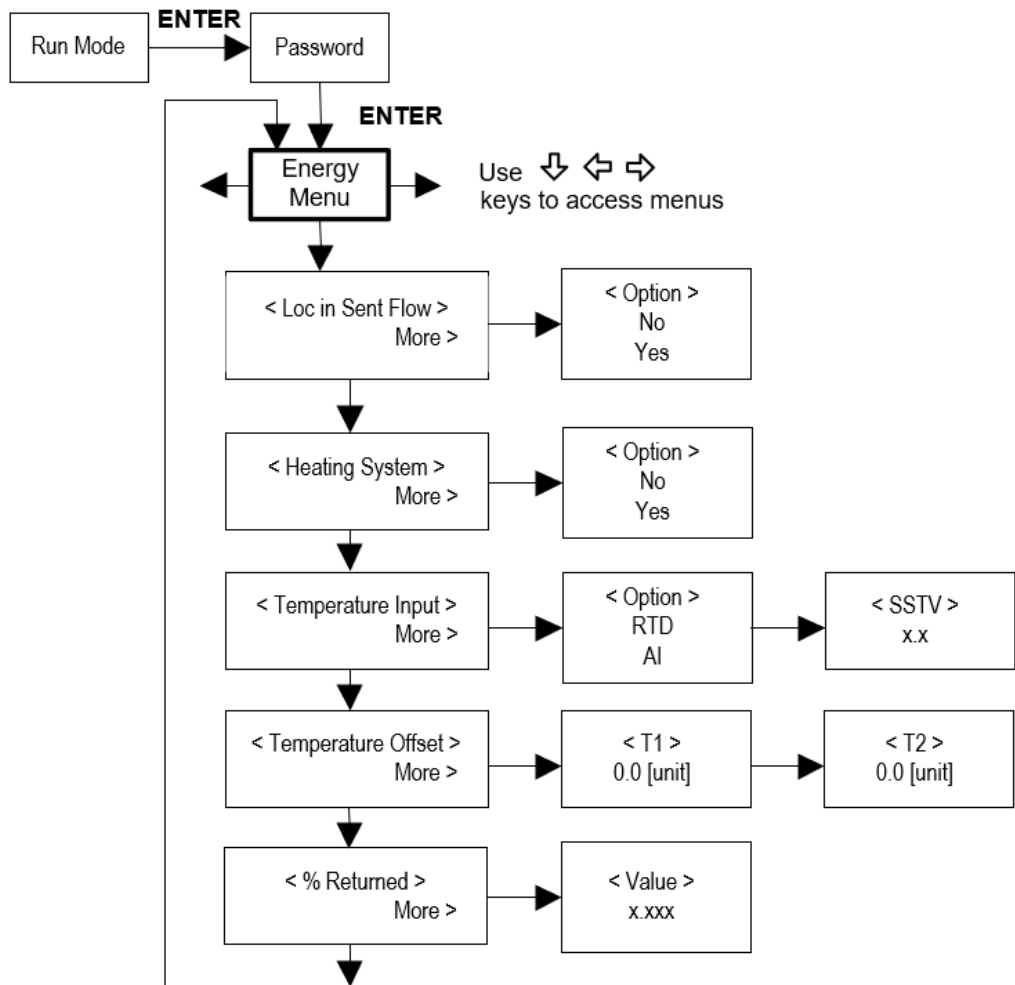 ENTER
Run Mode
Password
ENTER
Energy
Menu
Use
keys to access menus
< Loc in Sent Flow >
More >
< Option >
No
Yes
< Heating System >
More >
< Option >
No
Yes
< Temperature Input >
More >
< Option >
RTD
AI
< SSTV >
x.x
< Temperature Offset >
More >
< T1 >
0.0 [unit]
< T2 >
0.0 [unit]
< % Returned >
More >
< Value >
x.xxx